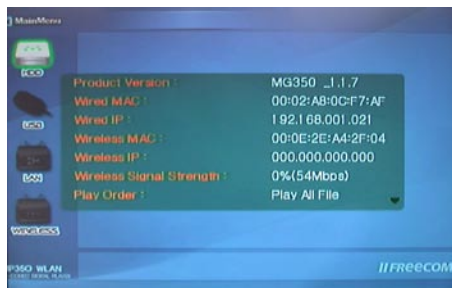 MainMenu
HDD
Product Version : MG350 _1.1.7
Wired MAC : 00:02:A8:0C:F7:AF
USB
Wired IP : 192.168.001.021
Wireless MAC : 00:0E:2E:A4:2F:04
Wireless IP : 000.000.000.000
LAN
Wireless Signal Strength : 0%(54Mbps)
Play Order : Play All File
WIRELESS
P350 WLAN
FREECOM